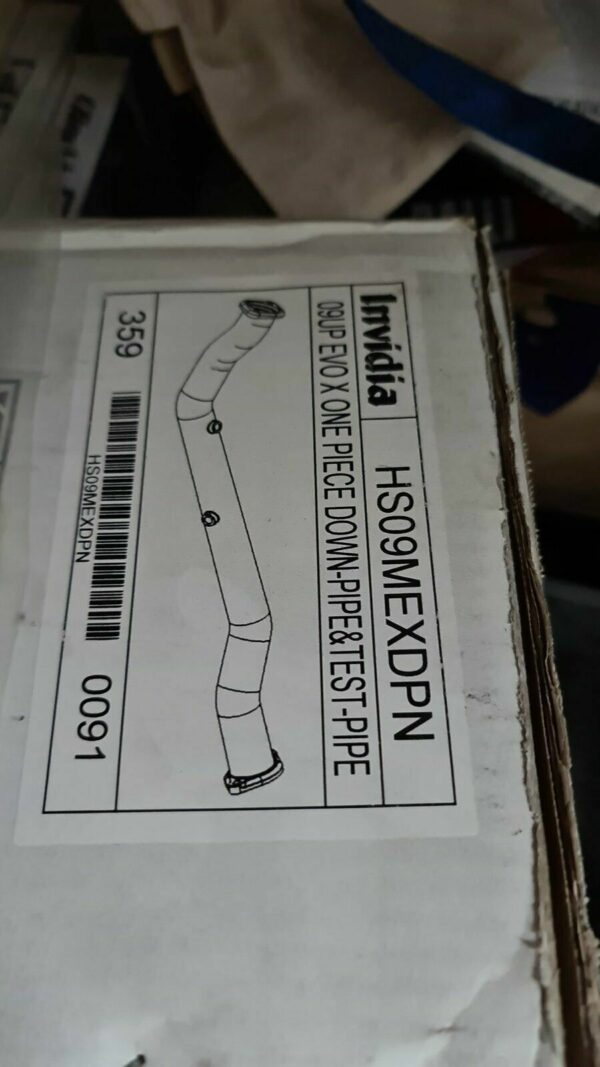 Invidia
HS09MEXDPN
09UP EVO X ONE PIECE DOWN-PIPE&TEST-PIPE
359
HS09MEXDPN
0091